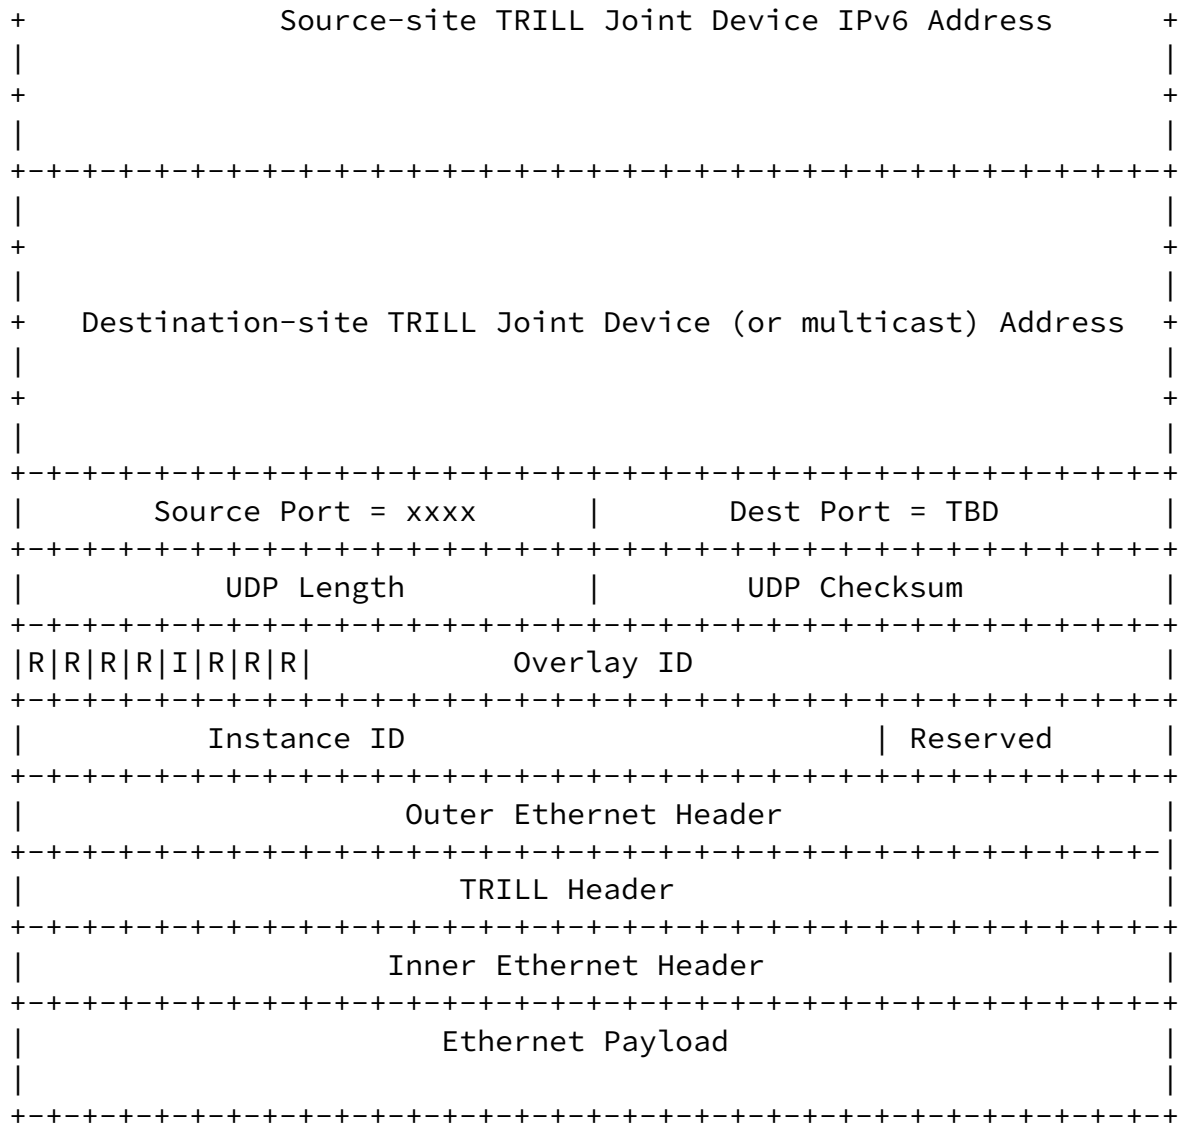 + Source-site TRILL Joint Device IPv6 Address +
| |
+ +
| |
+-+-+-+-+-+-+-+-+-+-+-+-+-+-+-+-+-+-+-+-+-+-+-+-+-+-+-+-+-+-+-+-+
| |
+ +
| |
+ Destination-site TRILL Joint Device (or multicast) Address +
| |
+ +
| |
+-+-+-+-+-+-+-+-+-+-+-+-+-+-+-+-+-+-+-+-+-+-+-+-+-+-+-+-+-+-+-+-+
| Source Port = xxxx | Dest Port = TBD |
+-+-+-+-+-+-+-+-+-+-+-+-+-+-+-+-+-+-+-+-+-+-+-+-+-+-+-+-+-+-+-+-+
| UDP Length | UDP Checksum |
+-+-+-+-+-+-+-+-+-+-+-+-+-+-+-+-+-+-+-+-+-+-+-+-+-+-+-+-+-+-+-+-+
|R|R|R|R|I|R|R|R| Overlay ID |
+-+-+-+-+-+-+-+-+-+-+-+-+-+-+-+-+-+-+-+-+-+-+-+-+-+-+-+-+-+-+-+-+
| Instance ID | Reserved |
+-+-+-+-+-+-+-+-+-+-+-+-+-+-+-+-+-+-+-+-+-+-+-+-+-+-+-+-+-+-+-+-+
| Outer Ethernet Header |
+-+-+-+-+-+-+-+-+-+-+-+-+-+-+-+-+-+-+-+-+-+-+-+-+-+-+-+-+-+-+-+-|
| TRILL Header |
+-+-+-+-+-+-+-+-+-+-+-+-+-+-+-+-+-+-+-+-+-+-+-+-+-+-+-+-+-+-+-+-+
| Inner Ethernet Header |
+-+-+-+-+-+-+-+-+-+-+-+-+-+-+-+-+-+-+-+-+-+-+-+-+-+-+-+-+-+-+-+-+
| Ethernet Payload |
| |
+-+-+-+-+-+-+-+-+-+-+-+-+-+-+-+-+-+-+-+-+-+-+-+-+-+-+-+-+-+-+-+-+